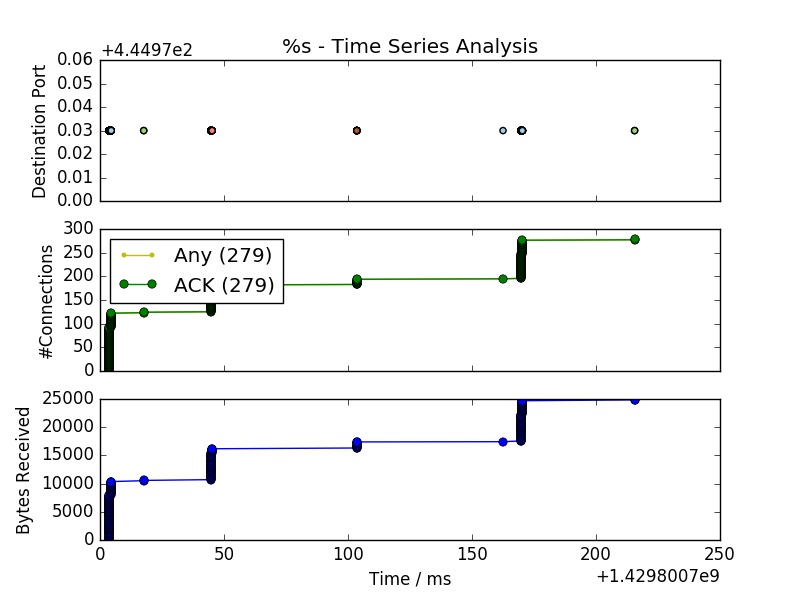 %s - Time Series Analysis
+4.4497e2
0.06
0.05
0.04
0.03
0.02
0.01
0.00
Destination Port
300
250
200
150
100
50
0
#Connections
Any (279)
ACK (279)
25000
20000
15000
10000
5000
0
Bytes Received
0 50 100 150 200 250
Time / ms
+1.4298007e9